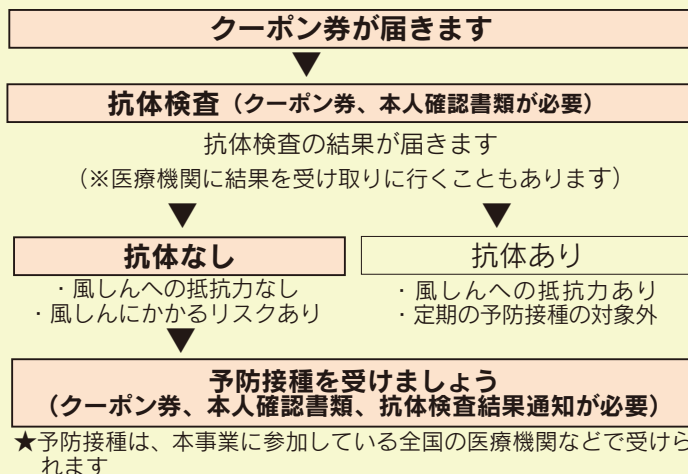 クーポン券が届きます
▼
抗体検査（クーポン券、本人確認書類が必要）
抗体検査の結果が届きます
（※医療機関に結果を受け取りに行くこともあります）
▼ ▼
抗体なし
・風しんへの抵抗力なし
・風しんにかかるリスクあり
抗体あり
・風しんへの抵抗力あり
・定期の予防接種の対象外
▼
予防接種を受けましょう
（クーポン券、本人確認書類、抗体検査結果通知が必要）
★予防接種は、本事業に参加している全国の医療機関などで受けら
れます